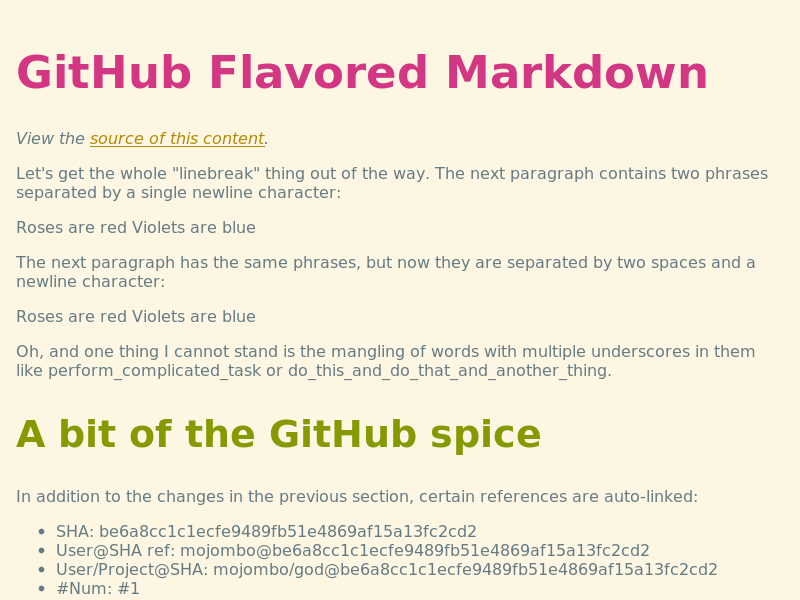 GitHub Flavored Markdown
View the source of this content.
Let's get the whole "linebreak" thing out of the way. The next paragraph contains two phrases
separated by a single newline character:
Roses are red Violets are blue
The next paragraph has the same phrases, but now they are separated by two spaces and a
newline character:
Roses are red Violets are blue
Oh, and one thing I cannot stand is the mangling of words with multiple underscores in them
like perform_complicated_task or do_this_and_do_that_and_another_thing.
A bit of the GitHub spice
In addition to the changes in the previous section, certain references are auto-linked:
• SHA: be6a8cc1c1ecfe9489fb51e4869af15a13fc2cd2
• User@SHA ref: mojombo@be6a8cc1c1ecfe9489fb51e4869af15a13fc2cd2
• User/Project@SHA: mojombo/god@be6a8cc1c1ecfe9489fb51e4869af15a13fc2cd2
• #Num: #1